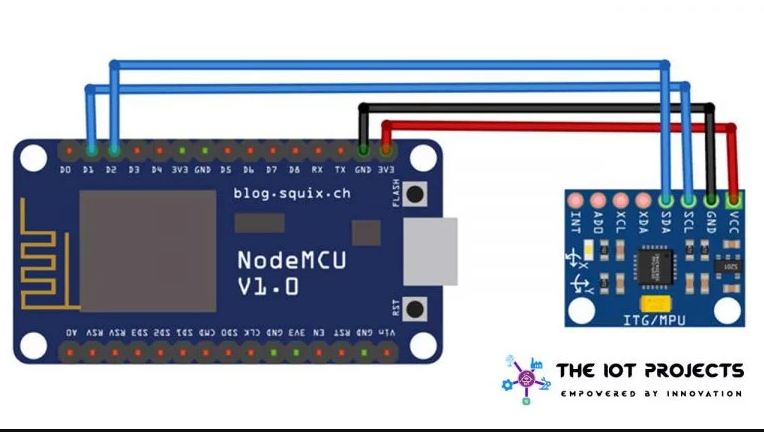 D0 D1 D2 D3 D4 3V3 GND D5 D6 D7 D8 RX TX GND 3V3
blog.squix.ch
FLASH
NodeMCU
V1.0
RST
A0 RSV RSV SD3 SD2 SD1 CMD SD0 CLK GND 3V3 EN RST GND Vin
INT ADO XCL XDA SDA SCL GND VCC
X
Y
ITG/MPU
THE IOT PROJECTS
EMPOWERED BY INNOVATION